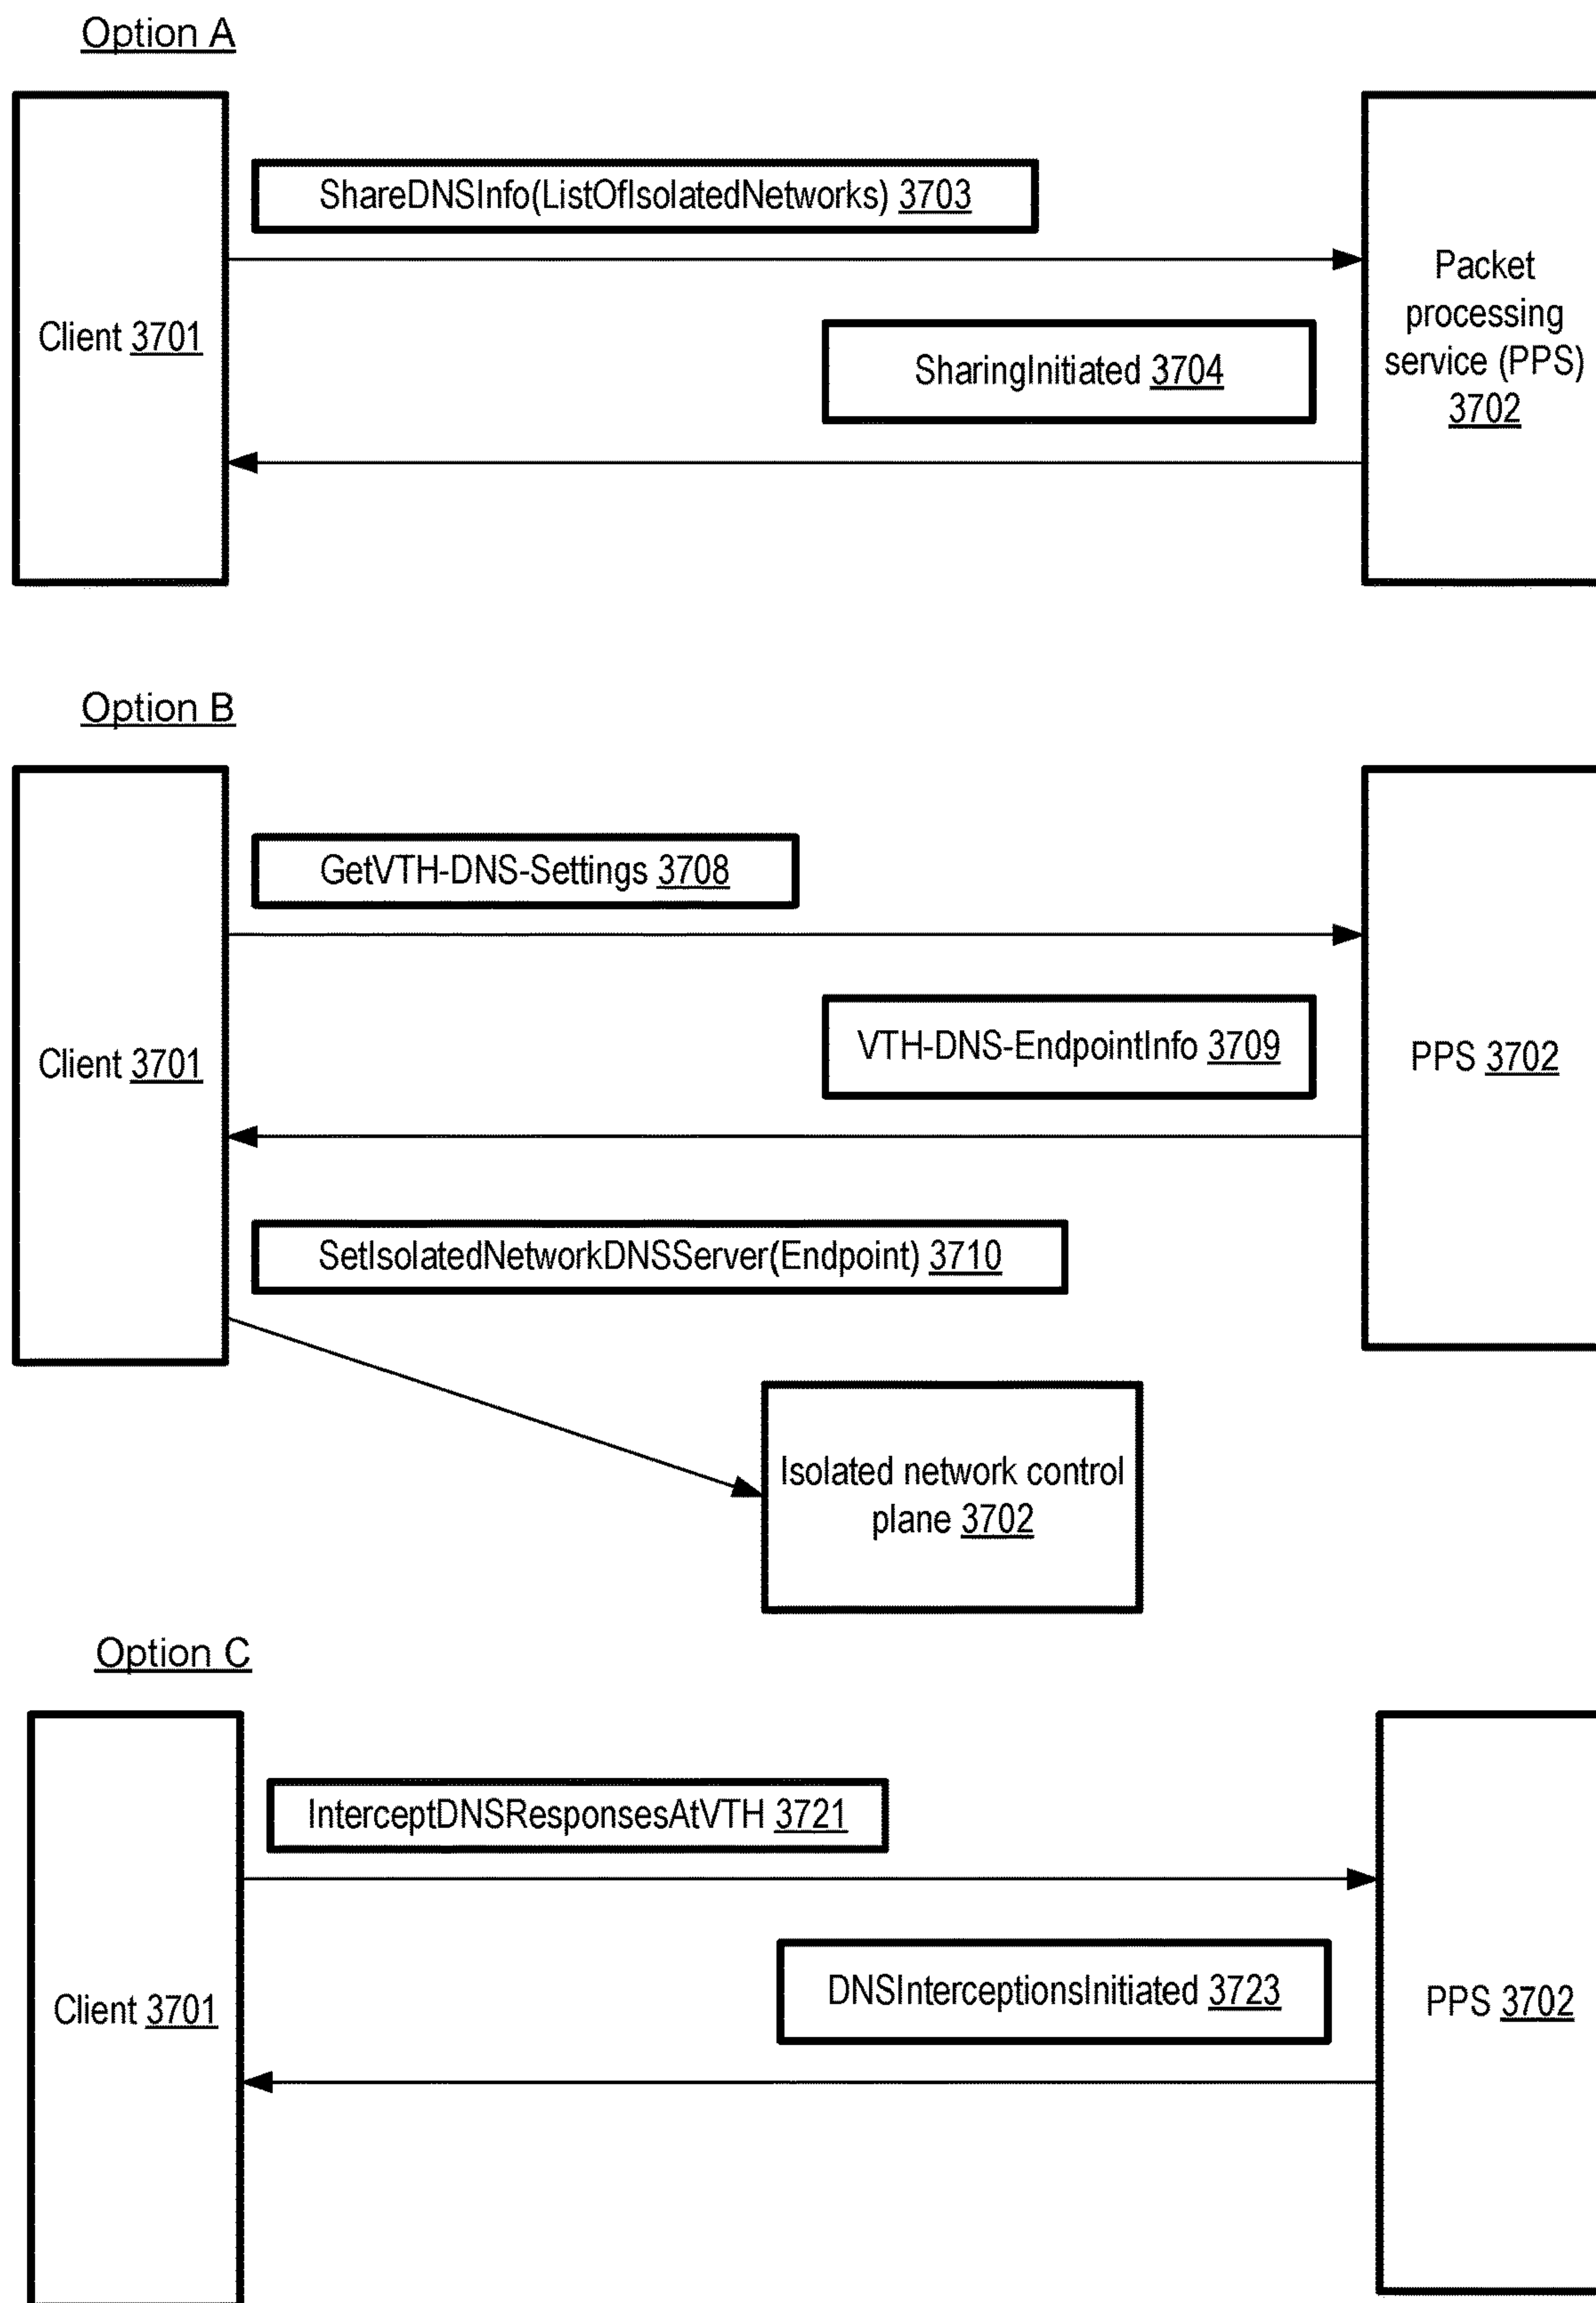 Option A
ShareDNSInfo(ListOfIsolatedNetworks) 3703
Client 3701
Packet
processing
service (PPS)
3702
SharingInitiated 3704
Option B
GetVTH-DNS-Settings 3708
Client 3701
VTH-DNS-EndpointInfo 3709
PPS 3702
SetIsolatedNetworkDNSServer(Endpoint) 3710
Isolated network control
plane 3702
Option C
InterceptDNSResponsesAtVTH 3721
Client 3701
DNSInterceptionsInitiated 3723
PPS 3702